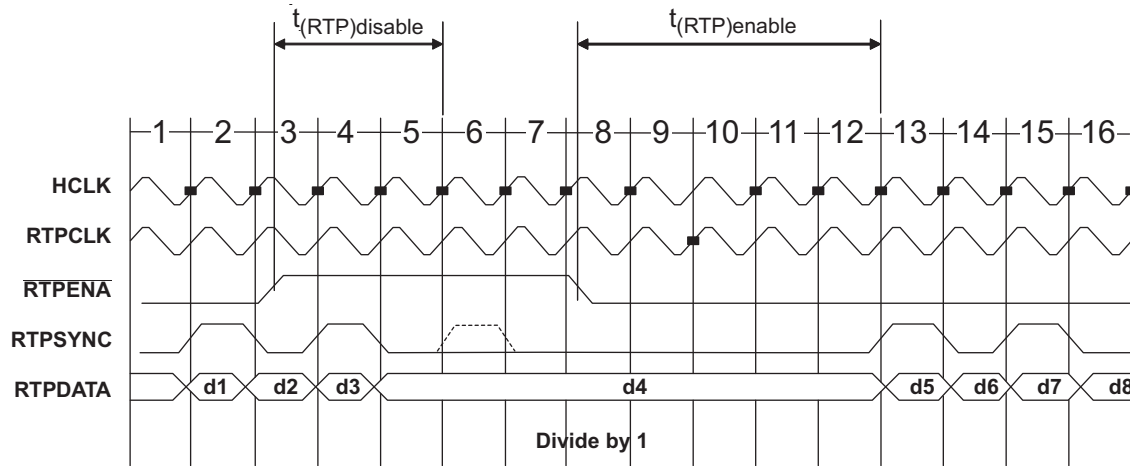 t(RTP)disable t(RTP)enable
1 2 3 4 5 6 7 8 9 10 11 12 13 14 15 16
HCLK
RTPCLK
RTPENA
RTPSYNC
RTPDATA d1 d2 d3 d4 d5 d6 d7 d8
Divide by 1